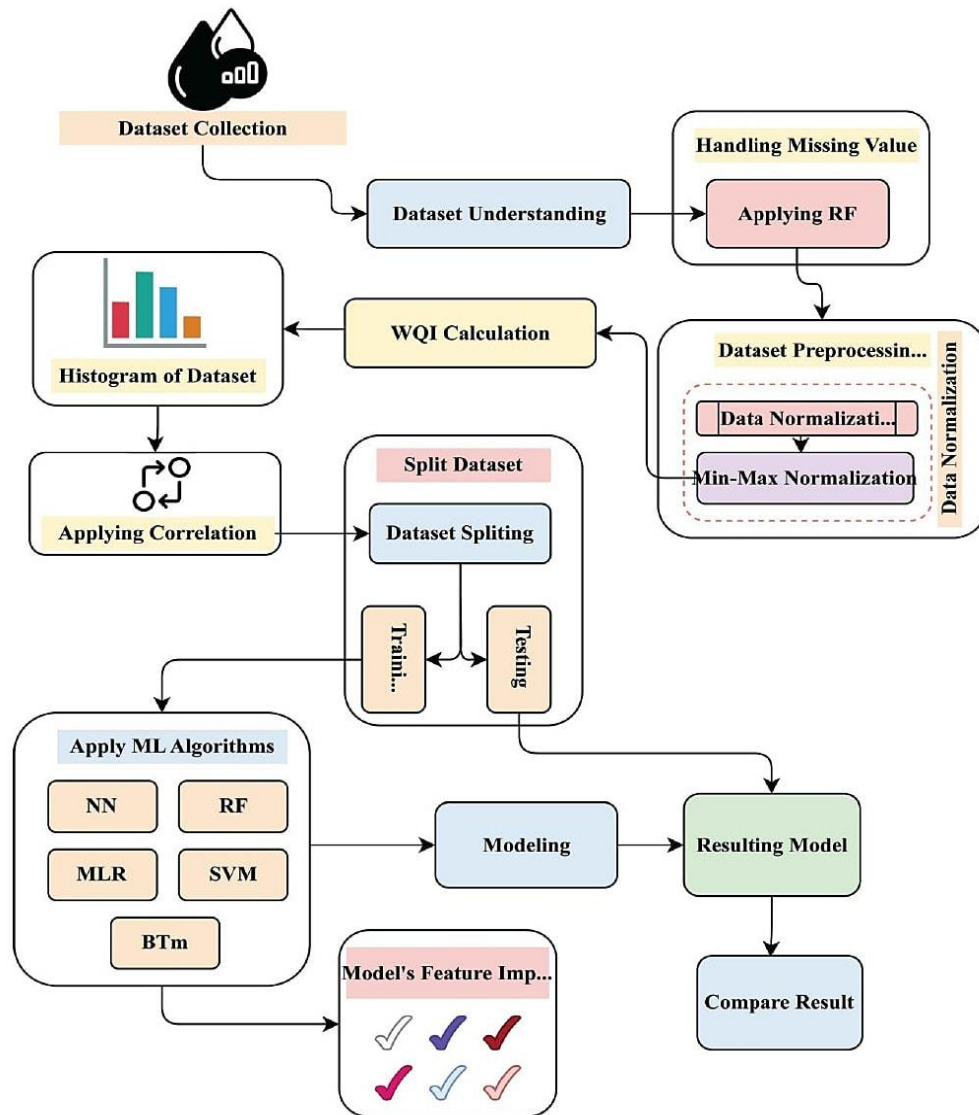 Dataset Collection
Handling Missing Value
Dataset Understanding
Applying RF
WQI Calculation
Histogram of Dataset
Dataset Preprocessin...
Data Normalizati...
Min-Max Normalization
Data Normalization
Applying Correlation
Split Dataset
Dataset Spliting
Traini...
Testing
Apply ML Algorithms
NN
RF
MLR
SVM
BTm
Modeling
Resulting Model
Model's Feature Imp...
Compare Result